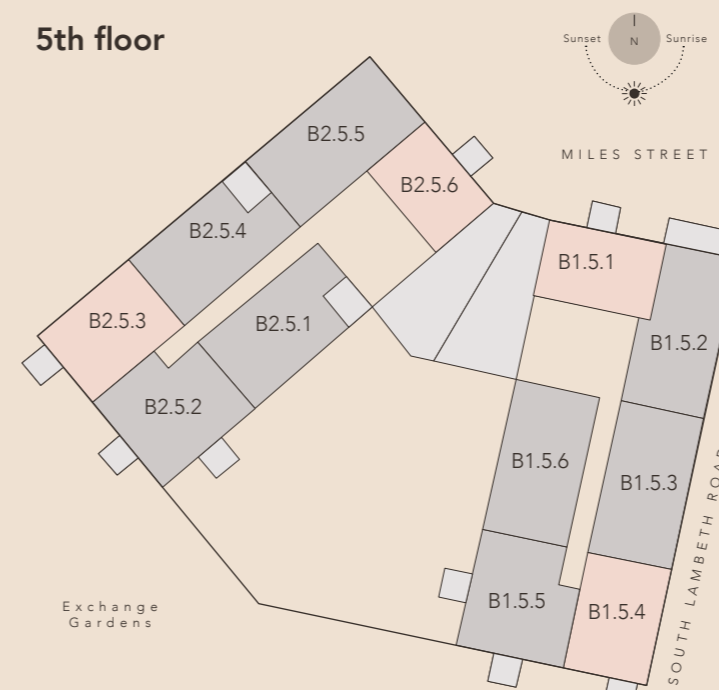 5th floor
Sunset
N
Sunrise
MILES STREET
B2.5.5
B2.5.6
B2.5.4
B2.5.3
B2.5.1
B2.5.2
B1.5.1
B1.5.2
B1.5.6
B1.5.3
B1.5.5
B1.5.4
SOUTH LAMBETH ROAD
Exchange
Gardens